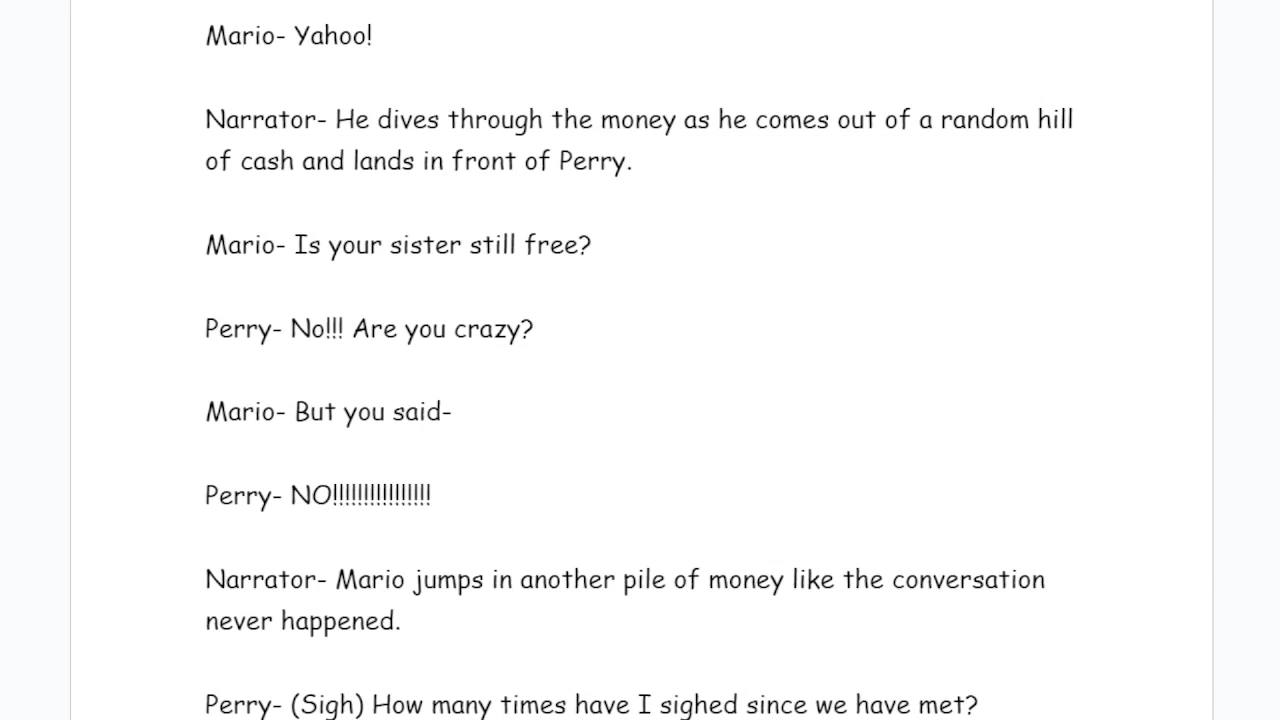 Mario- Yahoo!
Narrator- He dives through the money as he comes out of a random hill
of cash and lands in front of Perry.
Mario- Is your sister still free?
Perry- No!!! Are you crazy?
Mario- But you said-
Perry- NO!!!!!!!!!!!!!!!!
Narrator- Mario jumps in another pile of money like the conversation
never happened.
Perry- (Sigh) How many times have I sighed since we have met?